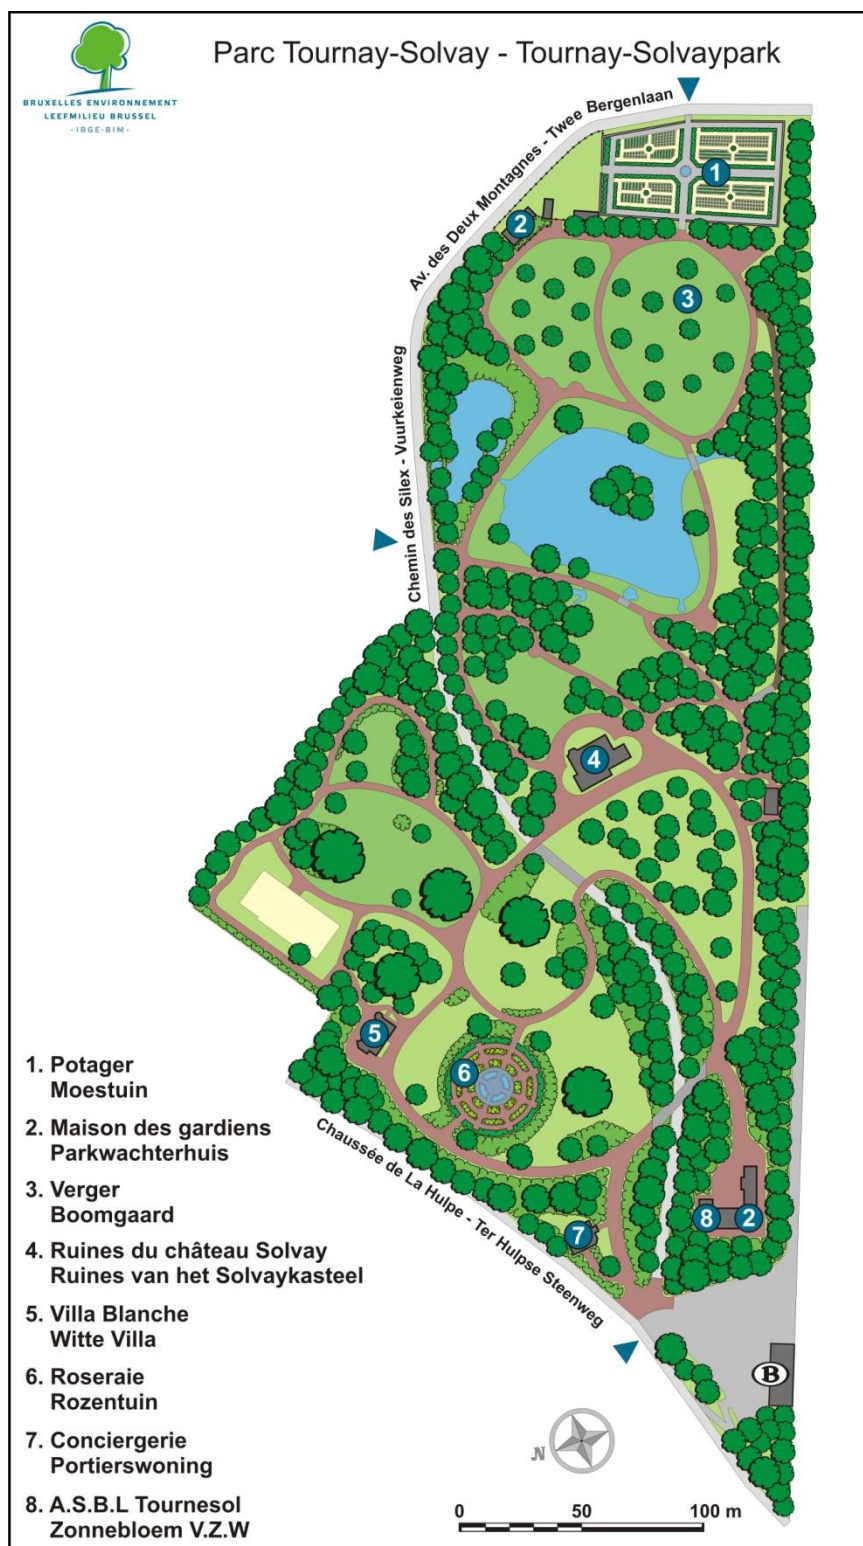 Parc Tournay-Solvay - Tournay-Solvaypark
BRUXELLES ENVIRONNEMENT
LEEFMILIEU BRUSSEL
- IBGE-BIM -
Av. des Deux Montagnes - Twee Bergenlaan
1
2
3
Chemin des Silex - Vuurkeienweg
4
5
6
7
8
2
Chaussée de La Hulpe - Ter Hulpse Steenweg
B
N
0 50 100 m
1. Potager
Moestuin
2. Maison des gardiens
Parkwachterhuis
3. Verger
Boomgaard
4. Ruines du château Solvay
Ruines van het Solvaykasteel
5. Villa Blanche
Witte Villa
6. Roseraie
Rozentuin
7. Conciergerie
Portierswoning
8. A.S.B.L Tournesol
Zonnebloem V.Z.W